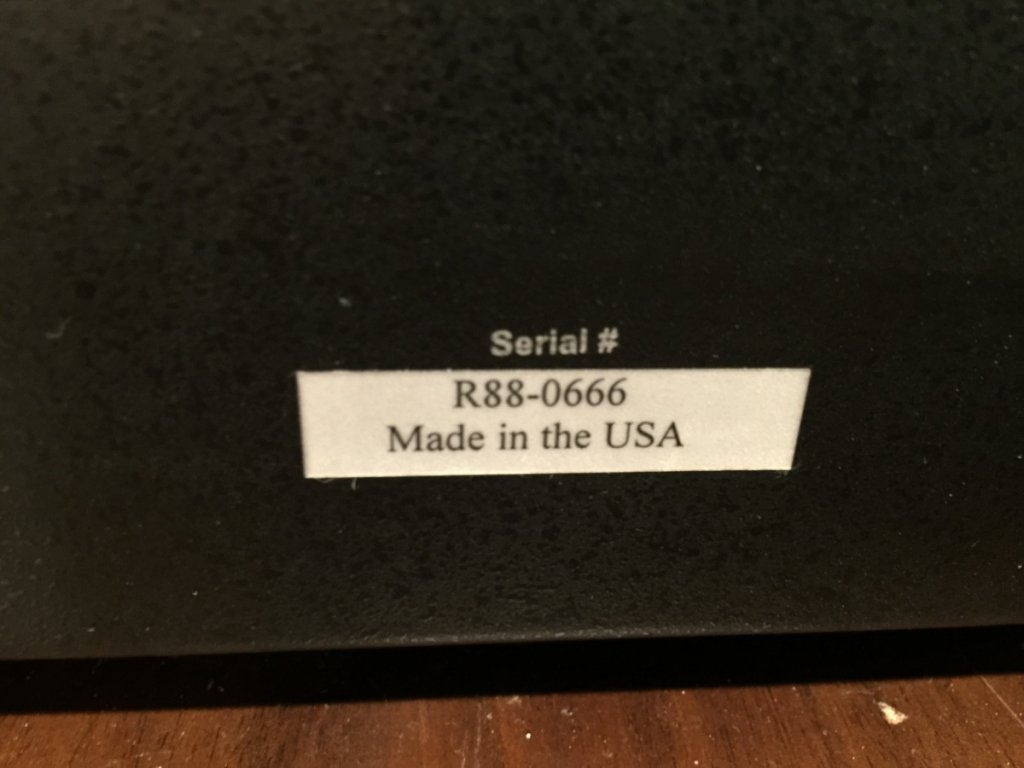 Serial #
R88-0666
Made in the USA